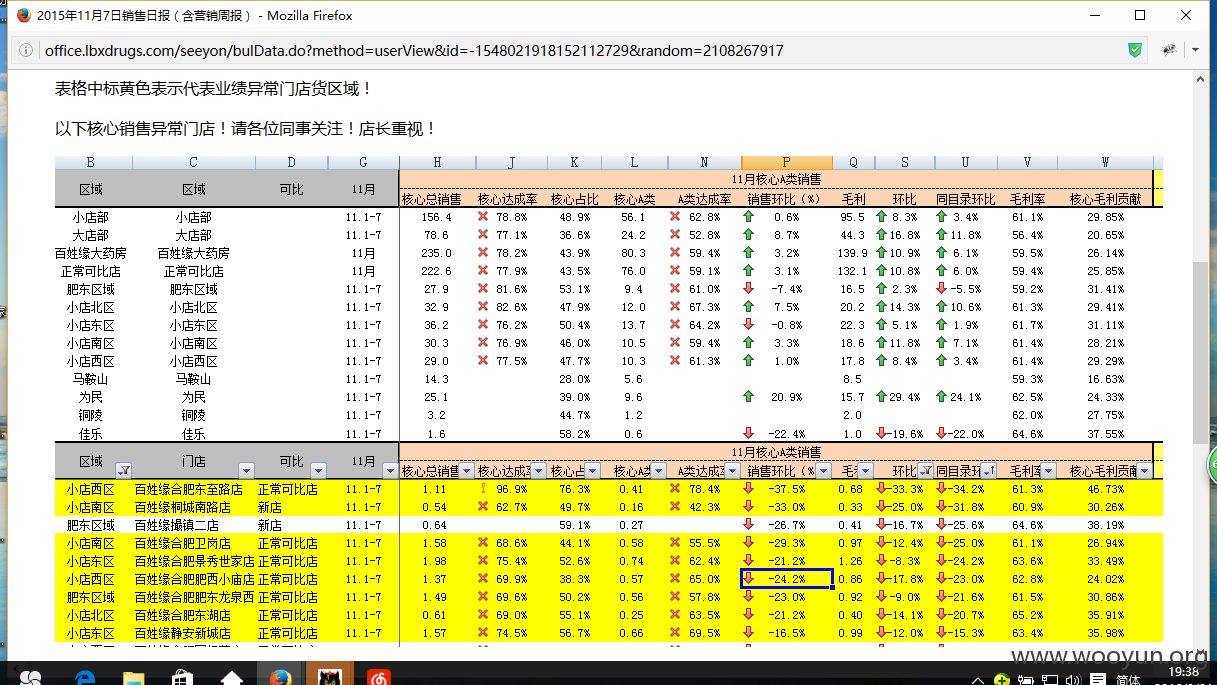 2015年11月7日销售日报（含营销周报） - Mozilla Firefox
office.lbxdrugs.com/seeyon/bulData.do?method=userView&id=-1548021918152112729&random=2108267917
表格中标黄色表示代表业绩异常门店货区域！
以下核心销售异常门店！请各位同事关注！店长重视！
B C D G H J K L N P Q S U V W
11月核心A类销售
区域 区域 可比 11月 核心总销售 核心达成率 核心占比 核心A类 A类达成率 销售环比（%） 毛利 环比 同目录环比 毛利率 核心毛利贡献
小店部 小店部 11.1-7 156.4 78.8% 48.9% 56.1 62.8% 0.6% 95.5 8.3% 3.4% 61.1% 29.85%
大店部 大店部 11.1-7 78.6 77.1% 36.6% 24.2 52.8% 8.7% 44.3 16.8% 11.8% 56.4% 20.65%
百姓缘大药房 百姓缘大药房 11月 235.0 78.2% 43.9% 80.3 59.4% 3.2% 139.9 10.9% 6.1% 59.5% 26.14%
正常可比店 正常可比店 11月 222.6 77.9% 43.5% 76.0 59.1% 3.1% 132.1 10.8% 6.0% 59.4% 25.85%
肥东区域 肥东区域 11.1-7 27.9 81.6% 53.1% 9.4 61.0% -7.4% 16.5 2.3% -5.5% 59.2% 31.41%
小店北区 小店北区 11.1-7 32.9 82.6% 47.9% 12.0 67.3% 7.5% 20.2 14.3% 10.6% 61.3% 29.41%
小店东区 小店东区 11.1-7 36.2 76.2% 50.4% 13.7 64.2% -0.8% 22.3 5.1% 1.9% 61.7% 31.11%
小店南区 小店南区 11.1-7 30.3 76.9% 46.0% 10.5 59.4% 3.3% 18.6 11.8% 7.1% 61.4% 28.21%
小店西区 小店西区 11.1-7 29.0 77.5% 47.7% 10.3 61.3% 1.0% 17.8 8.4% 3.4% 61.4% 29.29%
马鞍山 马鞍山 11.1-7 14.3 28.0% 5.6 8.5 59.3% 16.63%
为民 为民 11.1-7 25.1 39.0% 9.6 20.9% 15.7 29.4% 24.1% 62.5% 24.33%
铜陵 铜陵 11.1-7 3.2 44.7% 1.2 2.0 62.0% 27.75%
佳乐 佳乐 11.1-7 1.6 58.2% 0.6 -22.4% 1.0 -19.6% -22.0% 64.6% 37.55%
11月核心A类销售
区域 门店 可比 11月 核心总销售 核心达成率 核心占 核心A类 A类达成率 销售环比（% 毛利 环比 同目录环 毛利率 核心毛利贡献
小店西区 百姓缘合肥东至路店 正常可比店 11.1-7 1.11 96.9% 76.3% 0.41 78.4% -37.5% 0.68 -33.3% -34.2% 61.3% 46.73%
小店南区 百姓缘桐城南路店 新店 11.1-7 0.54 62.7% 49.7% 0.16 42.3% -33.0% 0.33 -25.0% -31.8% 60.9% 30.26%
肥东区域 百姓缘撮镇二店 新店 11.1-7 0.64 59.1% 0.27 -26.7% 0.41 -16.7% -25.6% 64.6% 38.19%
小店南区 百姓缘合肥卫岗店 正常可比店 11.1-7 1.58 68.6% 44.1% 0.58 55.5% -29.3% 0.97 -12.4% -25.0% 61.1% 26.94%
小店东区 百姓缘合肥景秀世家店 正常可比店 11.1-7 1.98 75.4% 52.6% 0.74 62.4% -21.2% 1.26 -8.3% -24.2% 63.6% 33.49%
小店西区 百姓缘合肥肥西小庙店 正常可比店 11.1-7 1.37 69.9% 38.3% 0.57 65.0% -24.2% 0.86 -17.8% -23.0% 62.8% 24.02%
肥东区域 百姓缘合肥肥东龙泉西 正常可比店 11.1-7 1.49 69.6% 50.2% 0.56 57.8% -23.0% 0.92 -9.0% -21.6% 61.5% 30.86%
小店北区 百姓缘合肥东湖店 正常可比店 11.1-7 0.61 69.0% 55.1% 0.25 63.5% -21.2% 0.40 -14.1% -20.7% 65.2% 35.91%
小店东区 百姓缘静安新城店 正常可比店 11.1-7 1.57 74.5% 56.7% 0.66 69.5% -16.5% 0.99 -12.0% -15.3% 63.4% 35.98%
www.wooyun.org
简体 19:38